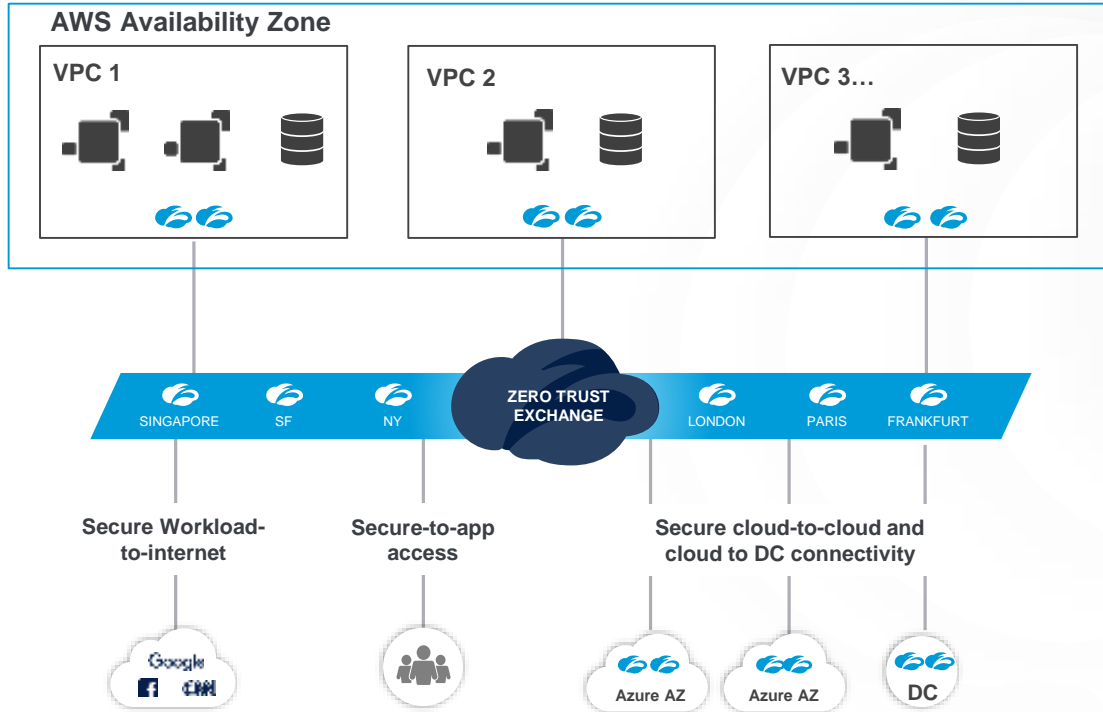 AWS Availability Zone
VPC 1
VPC 2
VPC 3...
ZERO TRUST
EXCHANGE
SINGAPORE
SF
NY
LONDON
PARIS
FRANKFURT
Secure Workload-
to-internet
Secure-to-app
access
Secure cloud-to-cloud and
cloud to DC connectivity
Google
f CNN
Azure AZ
Azure AZ
DC